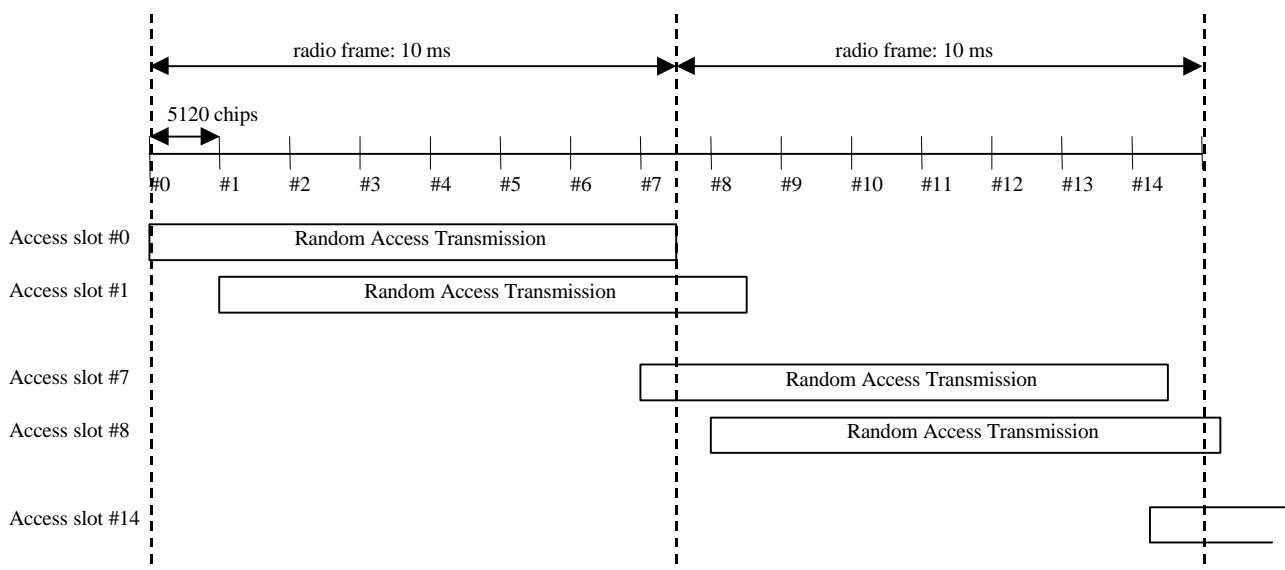 radio frame: 10 ms radio frame: 10 ms
5120 chips
#0 #1 #2 #3 #4 #5 #6 #7 #8 #9 #10 #11 #12 #13 #14
Access slot #0 Random Access Transmission
Access slot #1 Random Access Transmission
Access slot #7 Random Access Transmission
Access slot #8 Random Access Transmission
Access slot #14